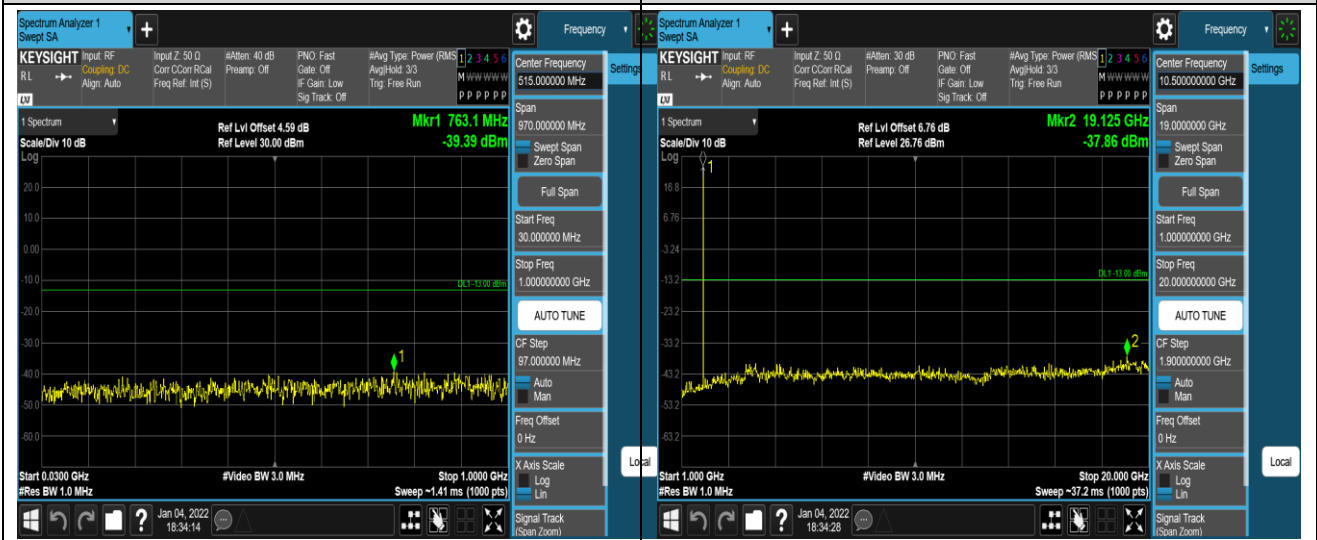 Spectrum Analyzer 1
Swept SA
+
Frequency
KEYSIGHT
RL
LXI
Input: RF
Coupling: DC
Align: Auto
Input Z: 50 Ω
Corr CCorr RCal
Freq Ref: Int (S)
#Atten: 40 dB
Preamp: Off
PNO: Fast
Gate: Off
IF Gain: Low
Sig Track: Off
#Avg Type: Power (RMS
Avg|Hold: 3/3
Trig: Free Run
1 2 3 4 5 6
M W W W W W
P P P P P P
Center Frequency
515.000000 MHz
Settings
1 Spectrum
Scale/Div 10 dB
Ref Lvl Offset 4.59 dB
Ref Level 30.00 dBm
Mkr1 763.1 MHz
-39.39 dBm
Span
970.000000 MHz
Swept Span
Zero Span
Full Span
Start Freq
30.000000 MHz
Stop Freq
1.000000000 GHz
AUTO TUNE
CF Step
97.000000 MHz
Auto
Man
Freq Offset
0 Hz
X Axis Scale
Log
Lin
Signal Track
(Span Zoom)
Local
Log
20.0
10.0
0.00
-10.0
DL1 -13.00 dBm
-20.0
-30.0
1
-40.0
-50.0
-60.0
Start 0.0300 GHz
#Res BW 1.0 MHz
#Video BW 3.0 MHz
Stop 1.0000 GHz
Sweep ~1.41 ms (1000 pts)
?
Jan 04, 2022
18:34:14
Spectrum Analyzer 1
Swept SA
+
Frequency
KEYSIGHT
RL
LXI
Input: RF
Coupling: DC
Align: Auto
Input Z: 50 Ω
Corr CCorr RCal
Freq Ref: Int (S)
#Atten: 30 dB
Preamp: Off
PNO: Fast
Gate: Off
IF Gain: Low
Sig Track: Off
#Avg Type: Power (RMS
Avg|Hold: 3/3
Trig: Free Run
1 2 3 4 5 6
M W W W W W
P P P P P P
Center Frequency
10.500000000 GHz
Settings
1 Spectrum
Scale/Div 10 dB
Ref Lvl Offset 6.76 dB
Ref Level 26.76 dBm
Mkr2 19.125 GHz
-37.86 dBm
Span
19.0000000 GHz
Swept Span
Zero Span
Full Span
Start Freq
1.000000000 GHz
Stop Freq
20.000000000 GHz
AUTO TUNE
CF Step
1.900000000 GHz
Auto
Man
Freq Offset
0 Hz
X Axis Scale
Log
Lin
Signal Track
(Span Zoom)
Local
Log
1
16.8
6.76
-3.24
-13.2
DL1 -13.00 dBm
-23.2
-33.2
2
-43.2
-53.2
-63.2
Start 1.000 GHz
#Res BW 1.0 MHz
#Video BW 3.0 MHz
Stop 20.000 GHz
Sweep ~37.2 ms (1000 pts)
?
Jan 04, 2022
18:34:28